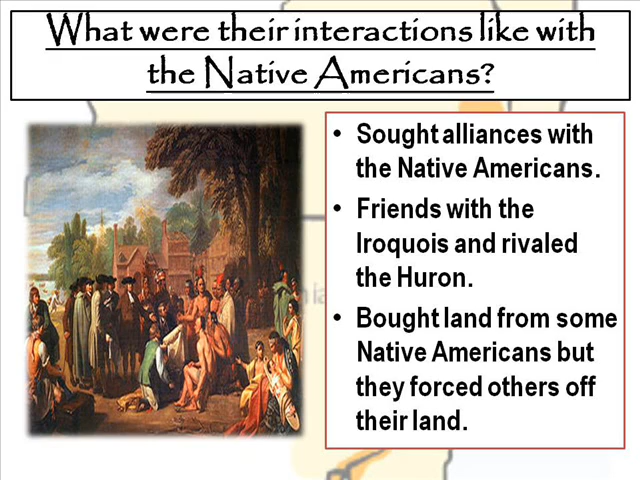 What were their interactions like with
the Native Americans?
• Sought alliances with
the Native Americans.
• Friends with the
Iroquois and rivaled
the Huron.
• Bought land from some
Native Americans but
they forced others off
their land.